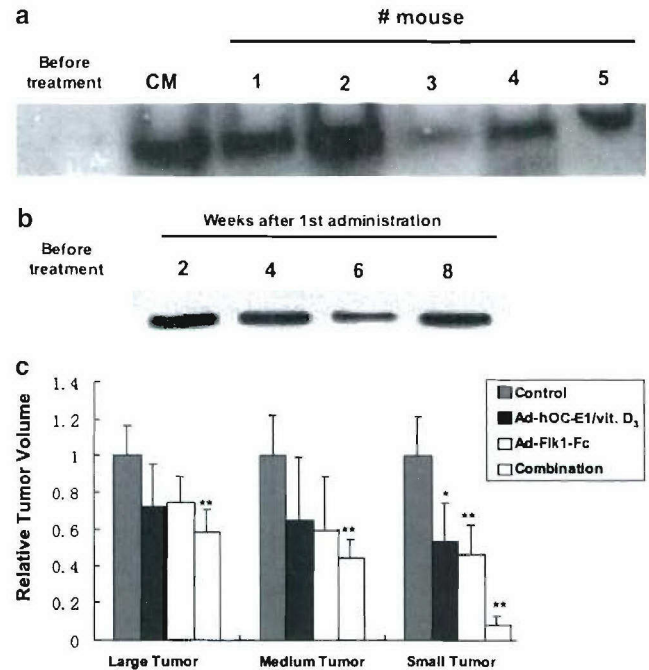 a
# mouse
Before
treatment
CM 1 2 3 4 5
b
Weeks after 1st administration
Before
treatment
2 4 6 8
c
Relative Tumor Volume
1.4
1.2
1
0.8
0.6
0.4
0.2
0
Control
Ad-hOC-E1/vit. D3
Ad-Flk1-Fc
Combination
**
**
*
**
**
Large Tumor Medium Tumor Small Tumor